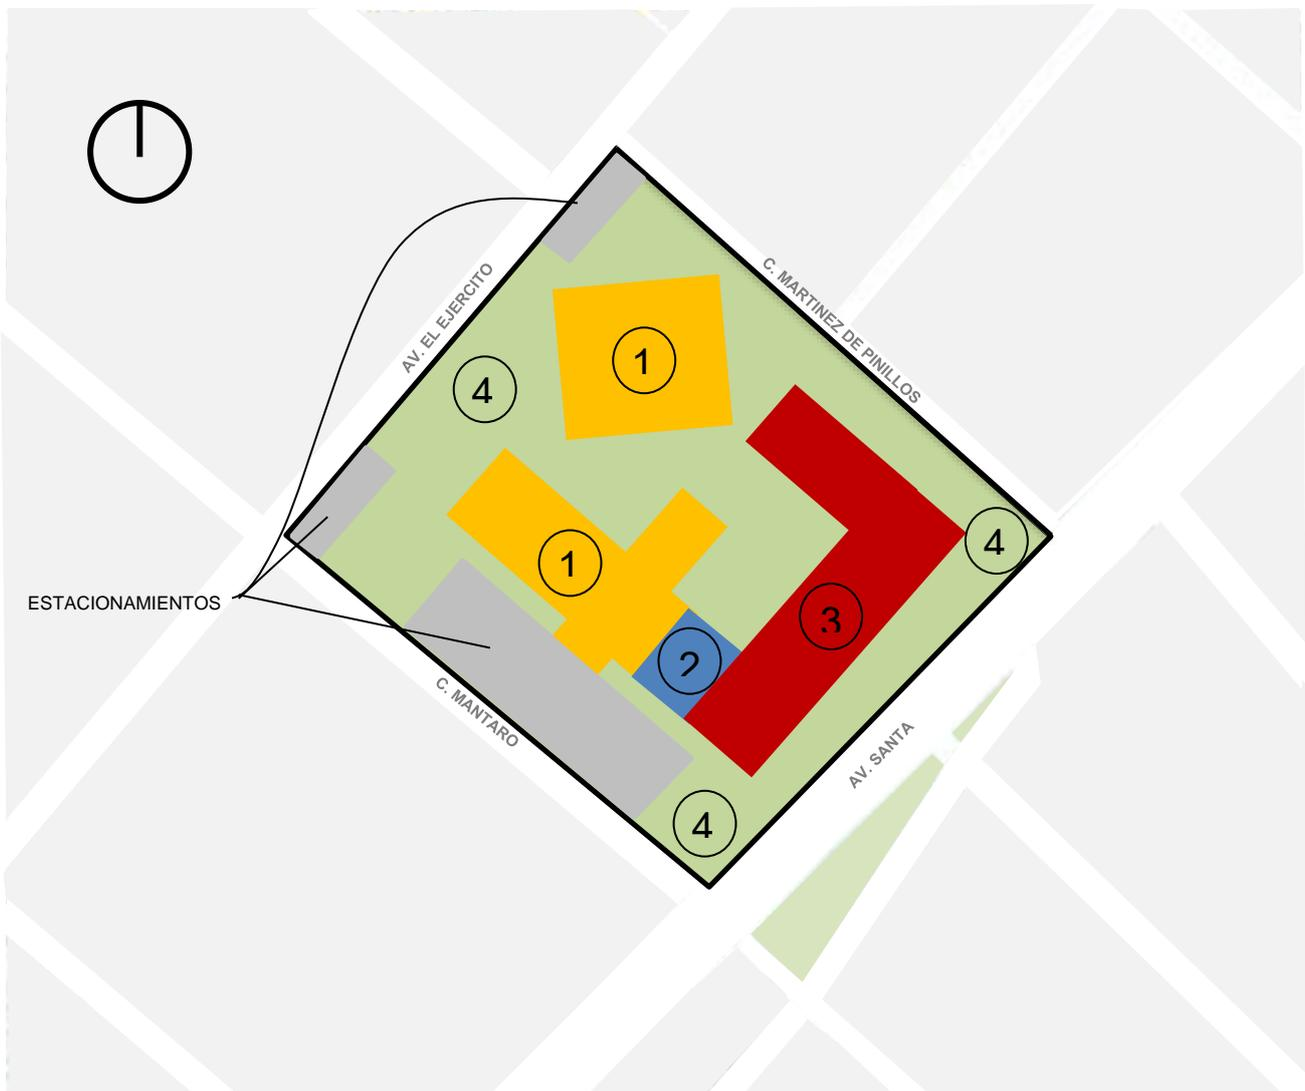 AV. EL EJERCITO
C. MARTINEZ DE PINILLOS
1
4
4
1
ESTACIONAMIENTOS
3
2
C. MANTARO
AV. SANTA
4